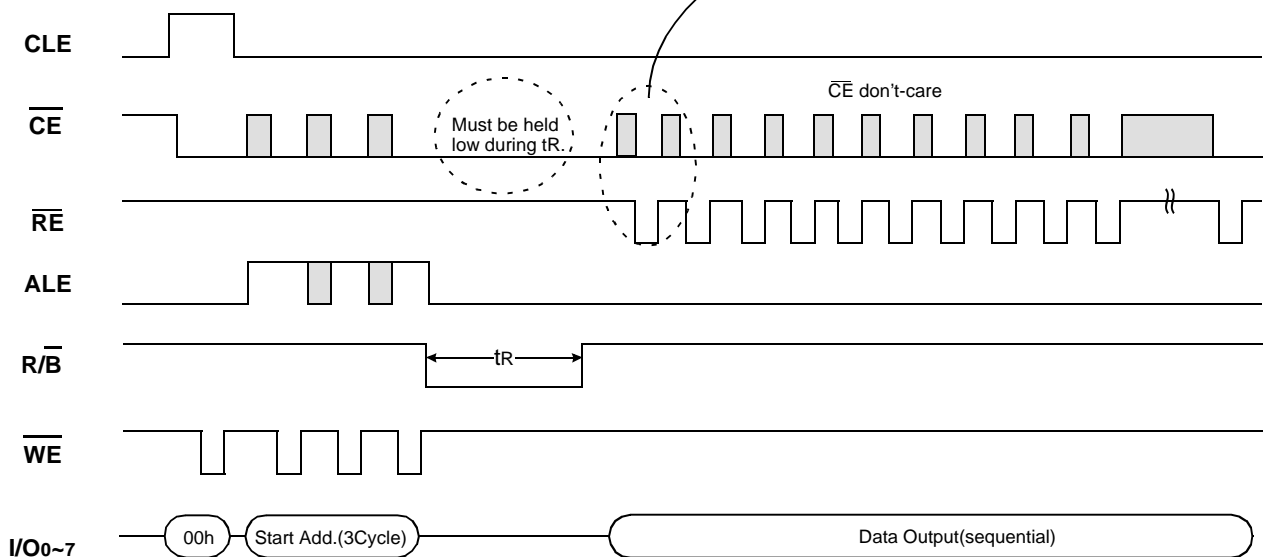 CLE
CE don't-care
CE
Must be held
low during tR.
RE
ALE
R/B
tR
WE
I/O0~7
00h
Start Add.(3Cycle)
Data Output(sequential)